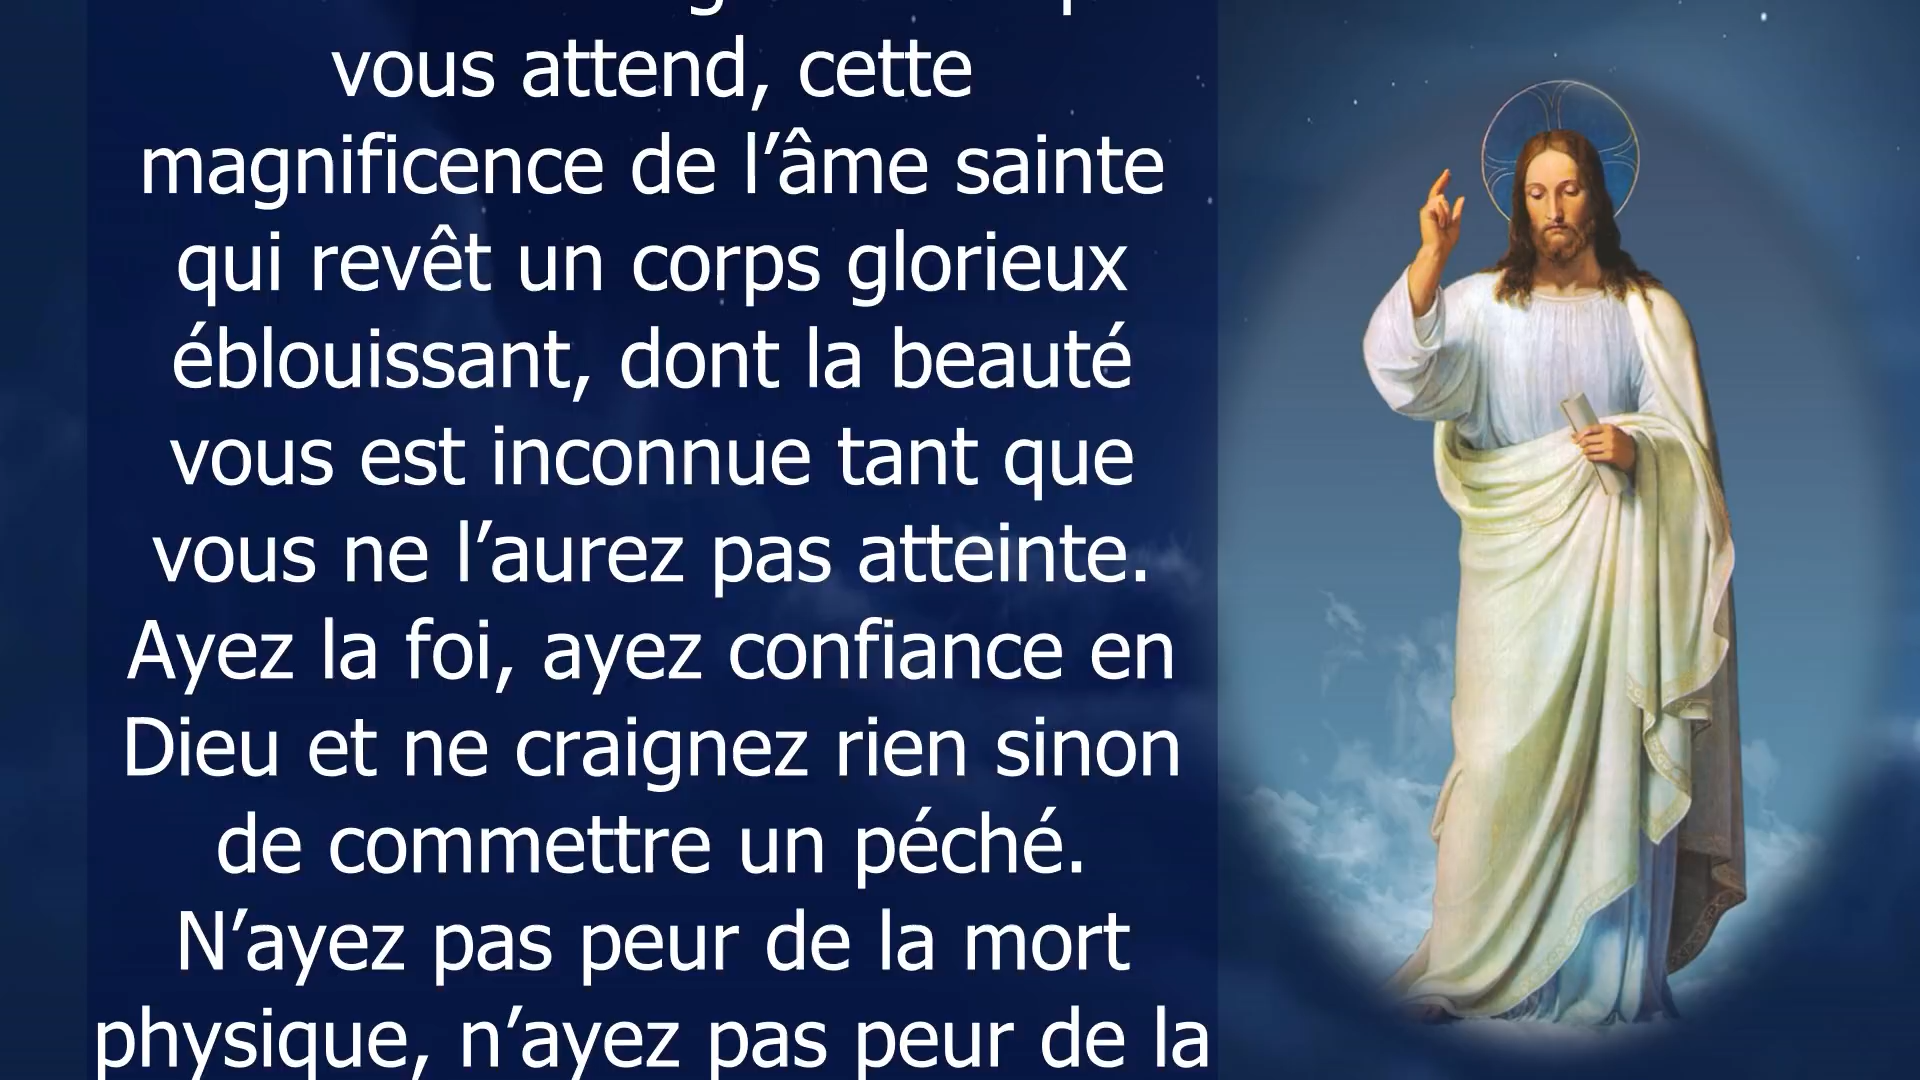 vous attend, cette
magnificence de l’âme sainte
qui revêt un corps glorieux
éblouissant, dont la beauté
vous est inconnue tant que
vous ne l’aurez pas atteinte.
Ayez la foi, ayez confiance en
Dieu et ne craignez rien sinon
de commettre un péché.
N’ayez pas peur de la mort
physique, n’ayez pas peur de la